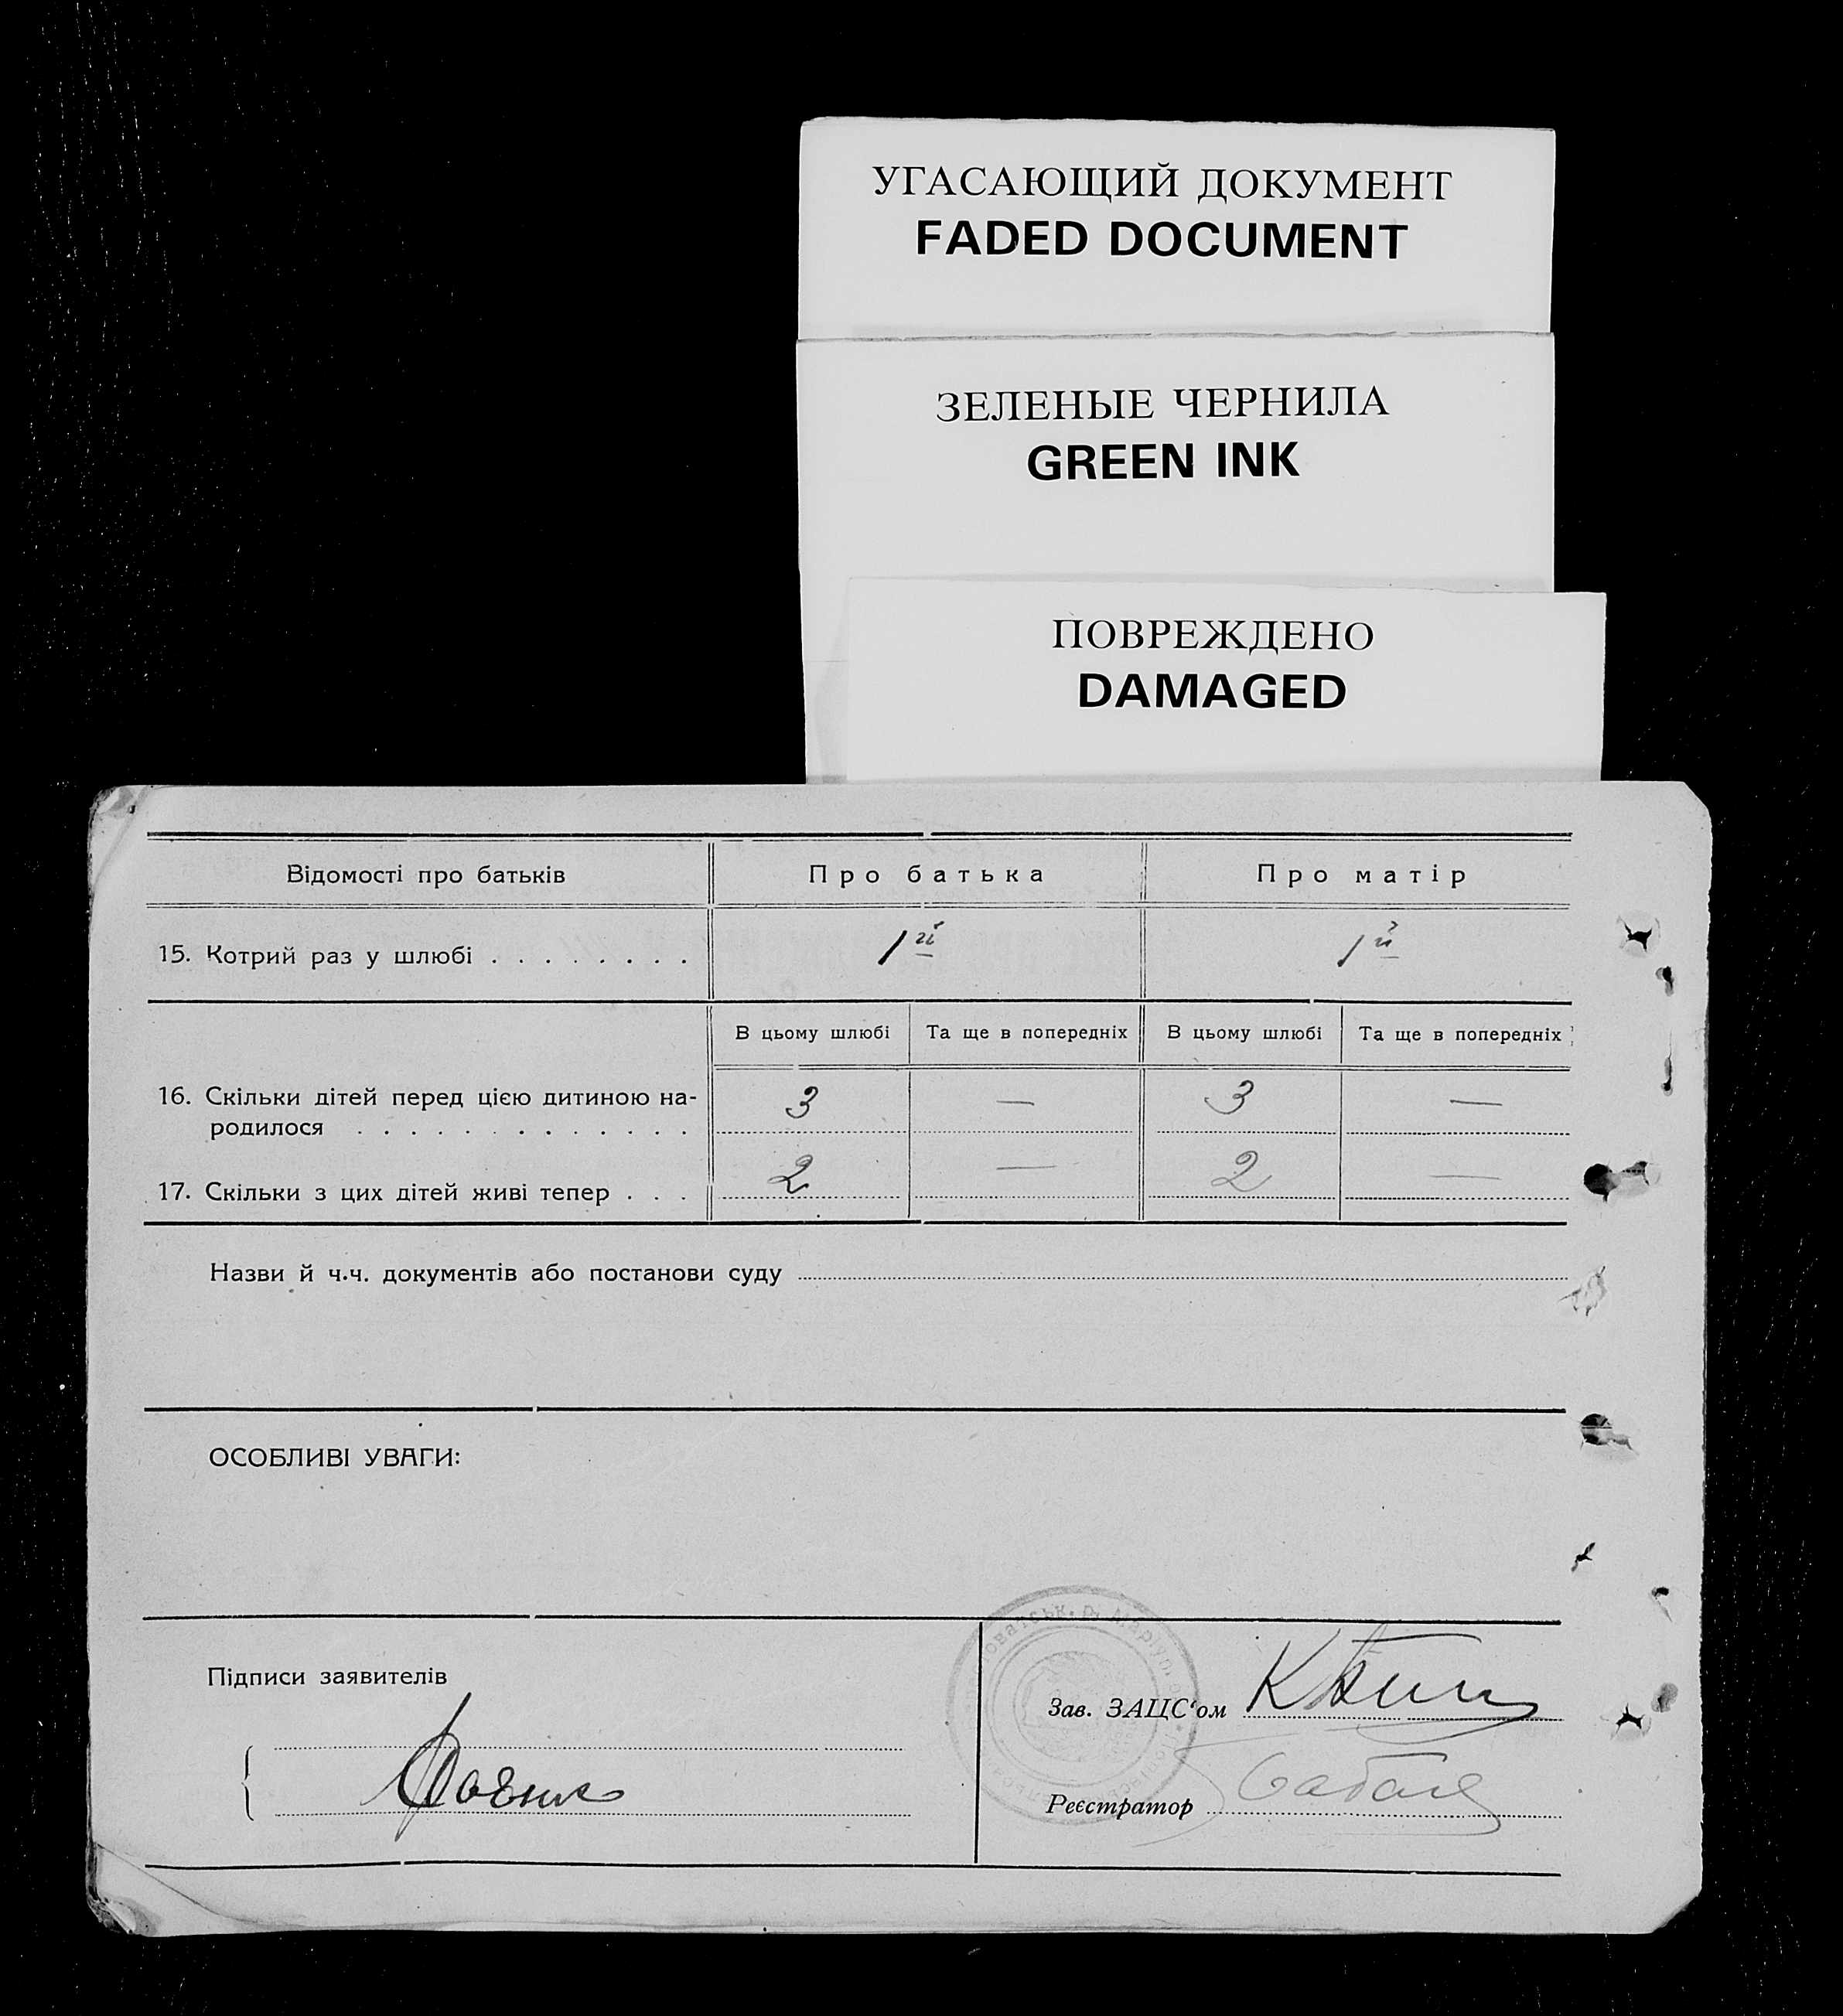 УГАСАЮЩИЙ ДОКУМЕНТ
FADED DOCUMENT
ЗЕЛЕНЫЕ ЧЕРНИЛА
GREEN INK
ПОВРЕЖДЕНО
DAMAGED
Відомості про батьків Про батька Про матір
15. Котрий раз у шлюбі . . . . . . . . 1й 1й
В цьому шлюбі Та ще в попередніх В цьому шлюбі Та ще в попередніх
16. Скільки дітей перед цією дитиною на- 3 — 3 —
родилося . . . . . . . . . . . . .
17. Скільки з цих дітей живі тепер . . . 2 — 2 —
Назви й ч.ч. документів або постанови суду
ОСОБЛИВІ УВАГИ:
Підписи заявителів
Зав. ЗАЦС‘ом
Реєстратор